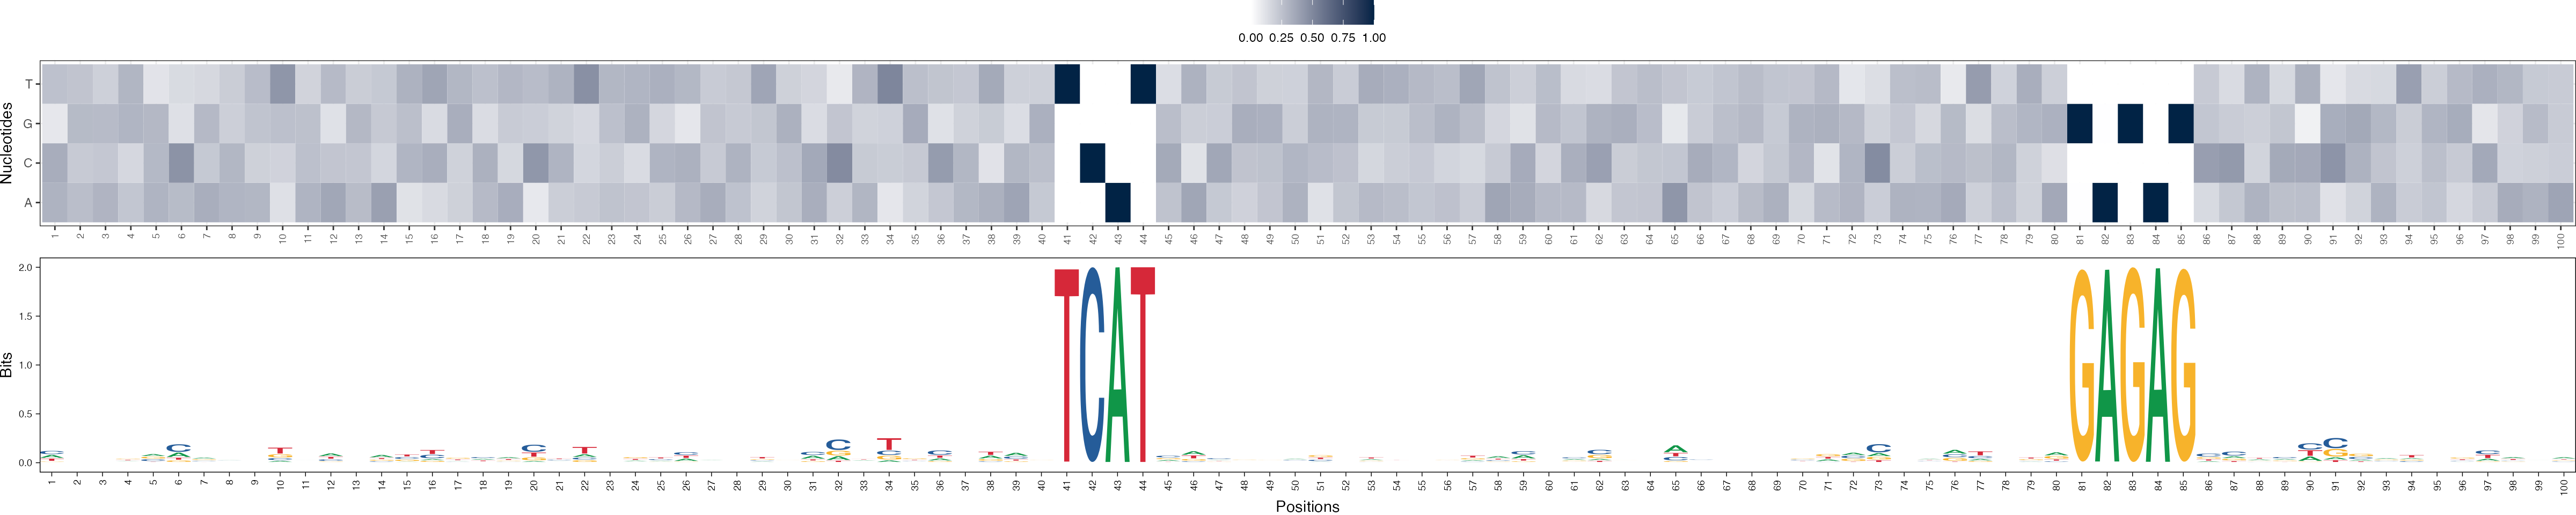 0.00 0.25 0.50 0.75 1.00
Nucleotides
T
G
C
A
1 2 3 4 5 6 7 8 9 10 11 12 13 14 15 16 17 18 19 20 21 22 23 24 25 26 27 28 29 30 31 32 33 34 35 36 37 38 39 40 41 42 43 44 45 46 47 48 49 50 51 52 53 54 55 56 57 58 59 60 61 62 63 64 65 66 67 68 69 70 71 72 73 74 75 76 77 78 79 80 81 82 83 84 85 86 87 88 89 90 91 92 93 94 95 96 97 98 99 100
Bits
2.0
1.5
1.0
0.5
0.0
TCAT GAGAG
1 2 3 4 5 6 7 8 9 10 11 12 13 14 15 16 17 18 19 20 21 22 23 24 25 26 27 28 29 30 31 32 33 34 35 36 37 38 39 40 41 42 43 44 45 46 47 48 49 50 51 52 53 54 55 56 57 58 59 60 61 62 63 64 65 66 67 68 69 70 71 72 73 74 75 76 77 78 79 80 81 82 83 84 85 86 87 88 89 90 91 92 93 94 95 96 97 98 99 100
Positions